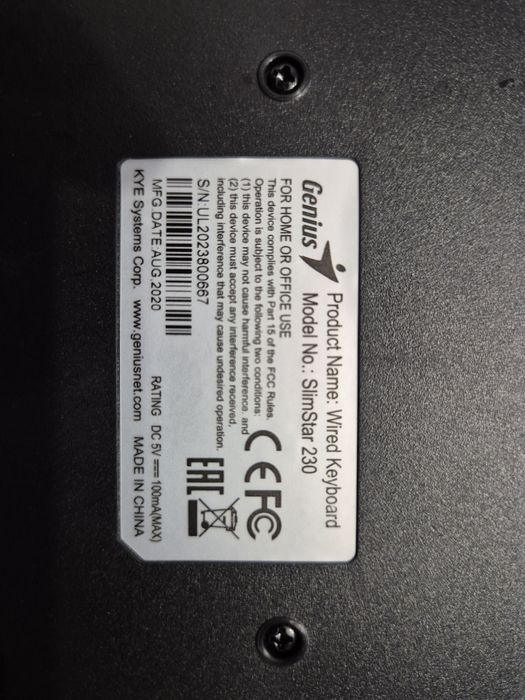 Genius
Product Name: Wired Keyboard
Model No.: SlimStar 230
FOR HOME OR OFFICE USE
This device complies with Part 15 of the FCC Rules.
Operation is subject to the following two conditions:
(1) this device may not cause harmful interference, and
(2) this device must accept any interference received,
including interference that may cause undesired operation.
CE FC
EAC
S/N:UL2023800667
MFG.DATE:AUG.2020
RATING DC 5V 100mA(MAX)
KYE Systems Corp. www.geniusnet.com MADE IN CHINA